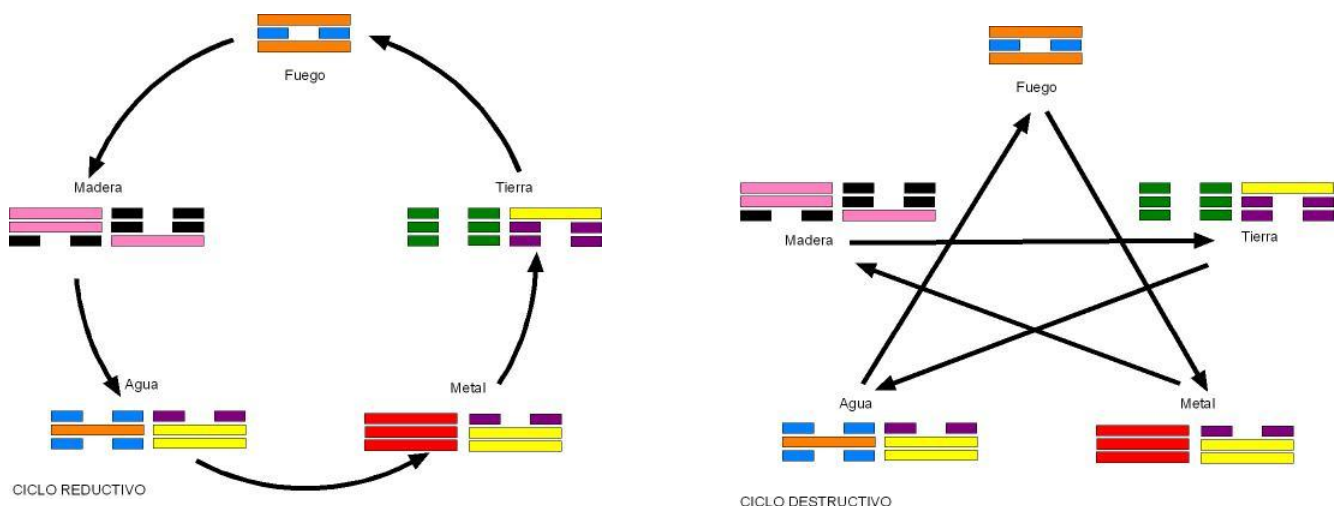 Fuego
Madera
Tierra
Agua
Metal
CICLO REDUCTIVO
Fuego
Madera
Tierra
Agua
Metal
CICLO DESTRUCTIVO